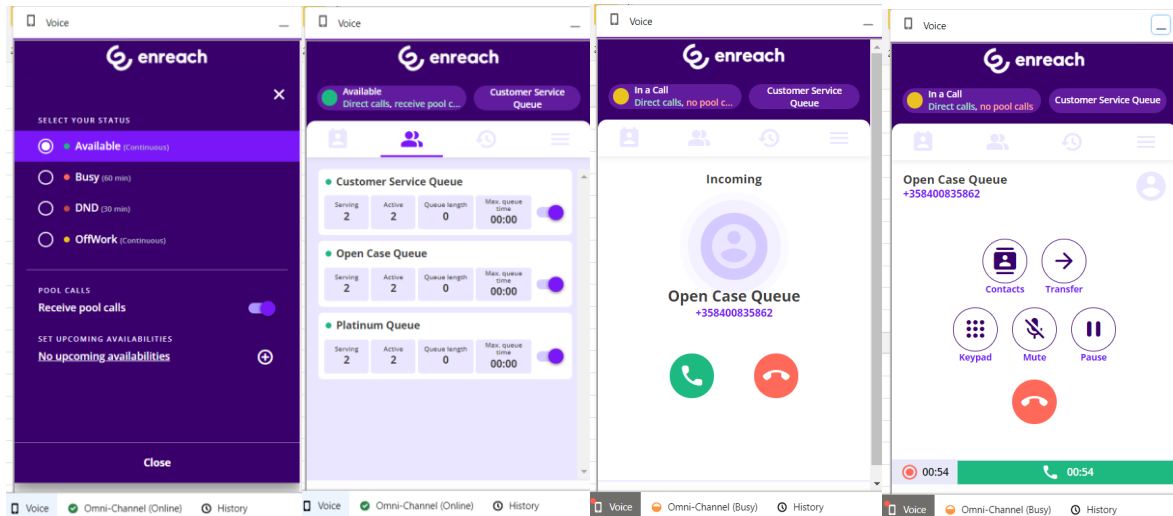 Voice
enreach
SELECT YOUR STATUS
Available (Continuous)
Busy (60 min)
DND (30 min)
OffWork (Continuous)
POOL CALLS
Receive pool calls
SET UPCOMING AVAILABILITIES
No upcoming availabilities
Close
Voice
Omni-Channel (Online)
History
Voice
enreach
Available
Direct calls, receive pool c...
Customer Service
Queue
Customer Service Queue
Serving
2
Active
2
Queue length
0
Max. queue
time
00:00
Open Case Queue
Serving
2
Active
2
Queue length
0
Max. queue
time
00:00
Platinum Queue
Serving
2
Active
2
Queue length
0
Max. queue
time
00:00
Voice
Omni-Channel (Online)
History
Voice
enreach
In a Call
Direct calls, no pool c...
Customer Service
Queue
Incoming
Open Case Queue
+358400835862
Voice
Omni-Channel (Busy)
History
Voice
enreach
In a Call
Direct calls, no pool calls
Customer Service Queue
Open Case Queue
+358400835862
Contacts
Transfer
Keypad
Mute
Pause
00:54
00:54
Voice
Omni-Channel (Busy)
History